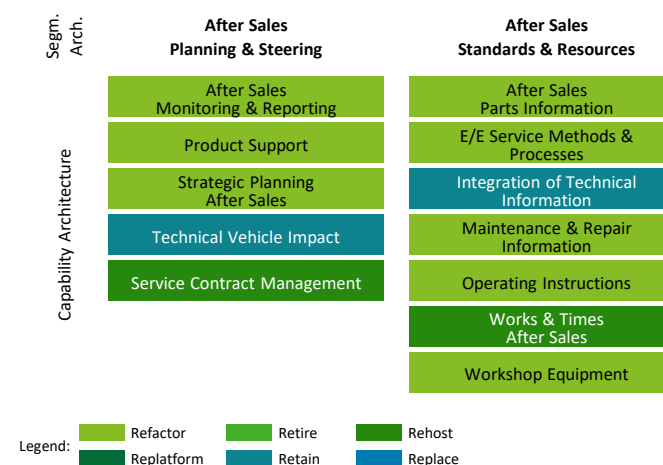 Segm.
Arch.
After Sales
Planning & Steering
After Sales
Standards & Resources
Capability Architecture
After Sales
Monitoring & Reporting
Product Support
Strategic Planning
After Sales
Technical Vehicle Impact
Service Contract Management
After Sales
Parts Information
E/E Service Methods &
Processes
Integration of Technical
Information
Maintenance & Repair
Information
Operating Instructions
Works & Times
After Sales
Workshop Equipment
Legend:
Refactor
Retire
Rehost
Replatform
Retain
Replace